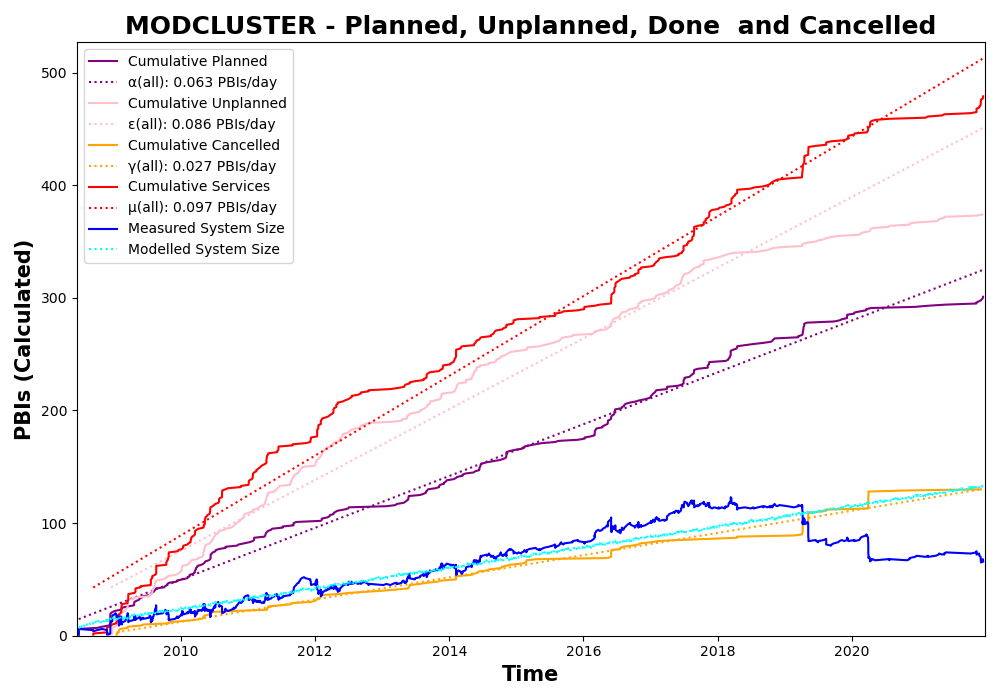 MODCLUSTER - Planned, Unplanned, Done  and Cancelled
Cumulative Planned
α(all): 0.063 PBIs/day
Cumulative Unplanned
ε(all): 0.086 PBIs/day
Cumulative Cancelled
γ(all): 0.027 PBIs/day
Cumulative Services
μ(all): 0.097 PBIs/day
Measured System Size
Modelled System Size
PBIs (Calculated)
500
400
300
200
100
0
2010
2012
2014
2016
2018
2020
Time